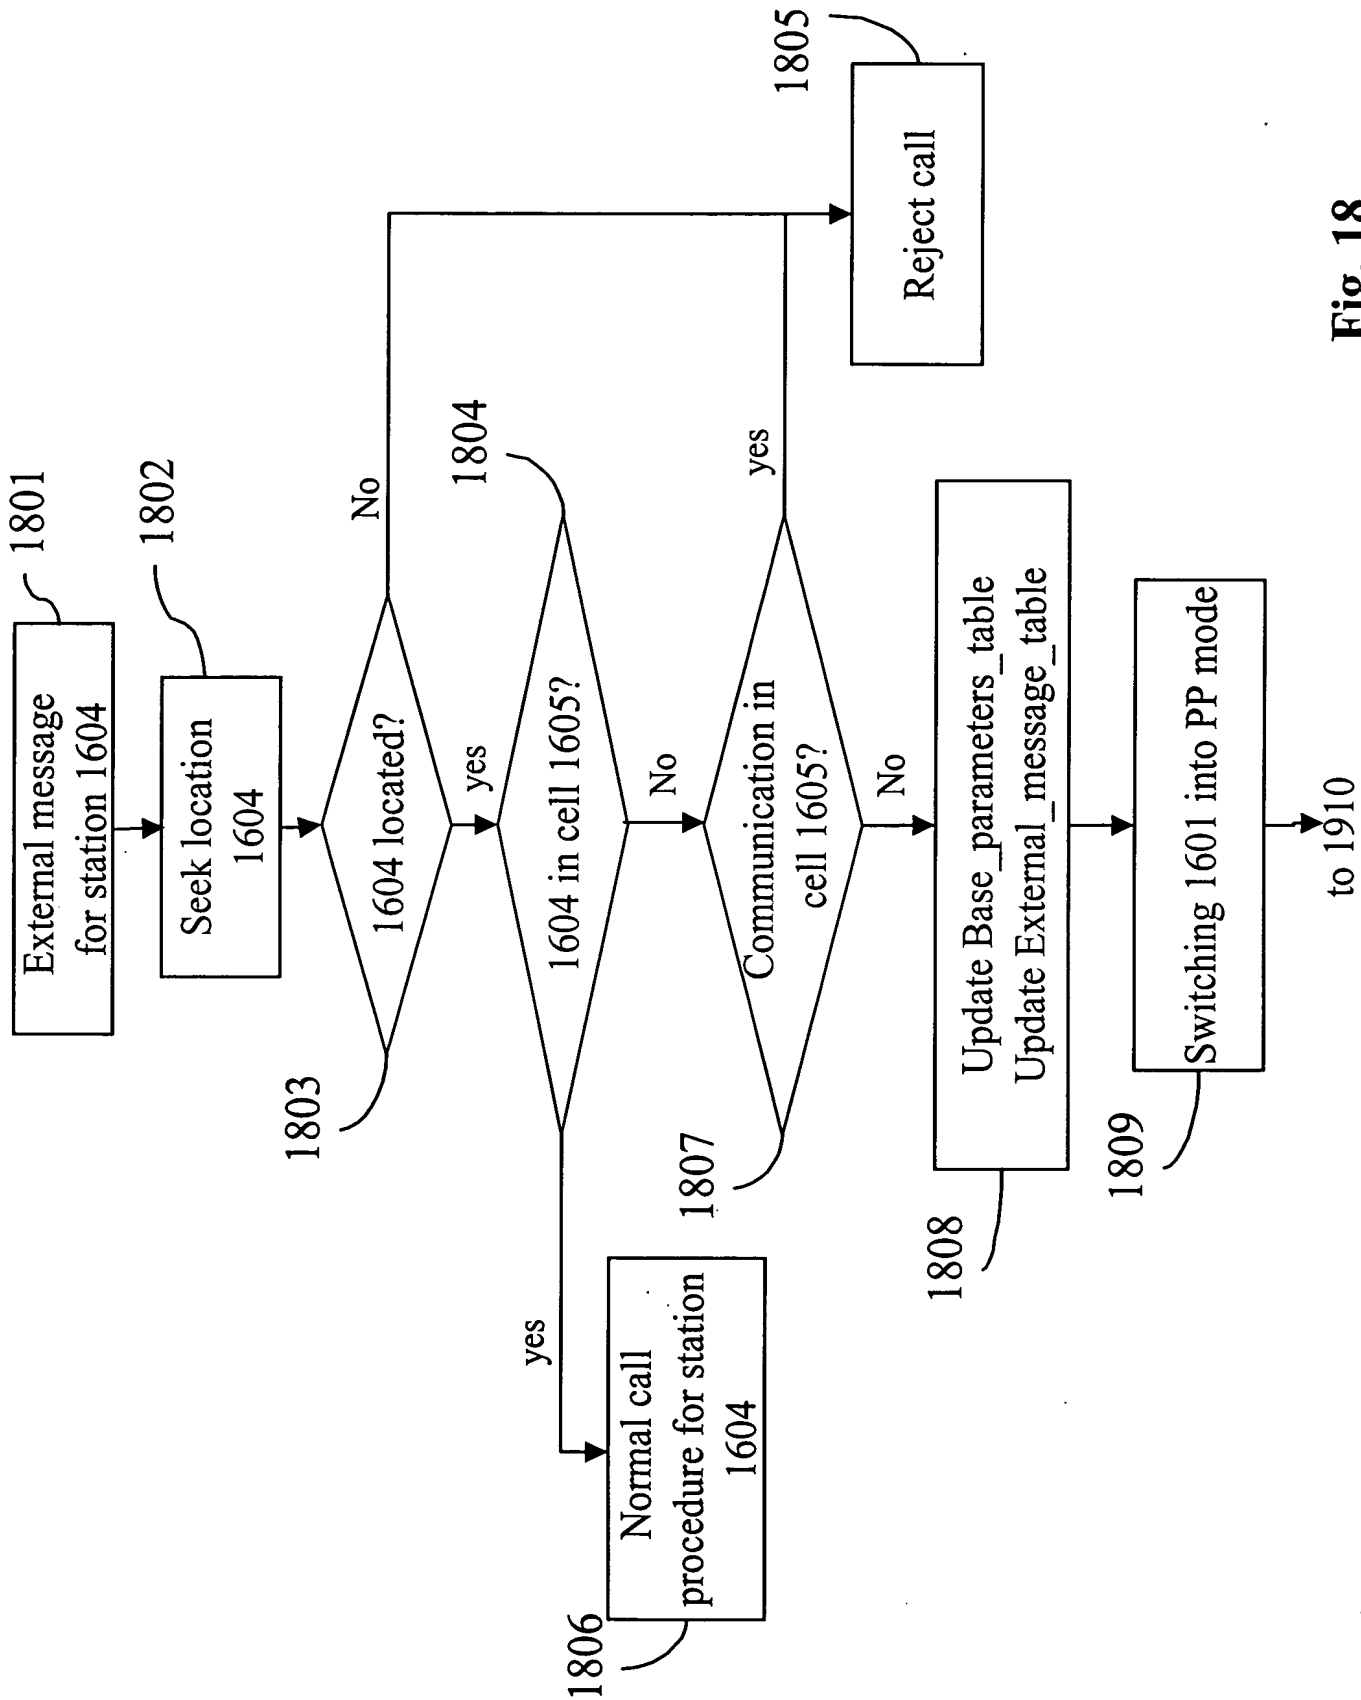 1801
External message
for station 1604
1802
Seek location
1604
1803
1604 located?
No
yes
1804
1604 in cell 1605?
yes
No
1806
Normal call
procedure for station
1604
1807
Communication in
cell 1605?
yes
No
1805
Reject call
1808
Update Base_parameters_table
Update External_message_table
1809
Switching 1601 into PP mode
to 1910
Fig. 18